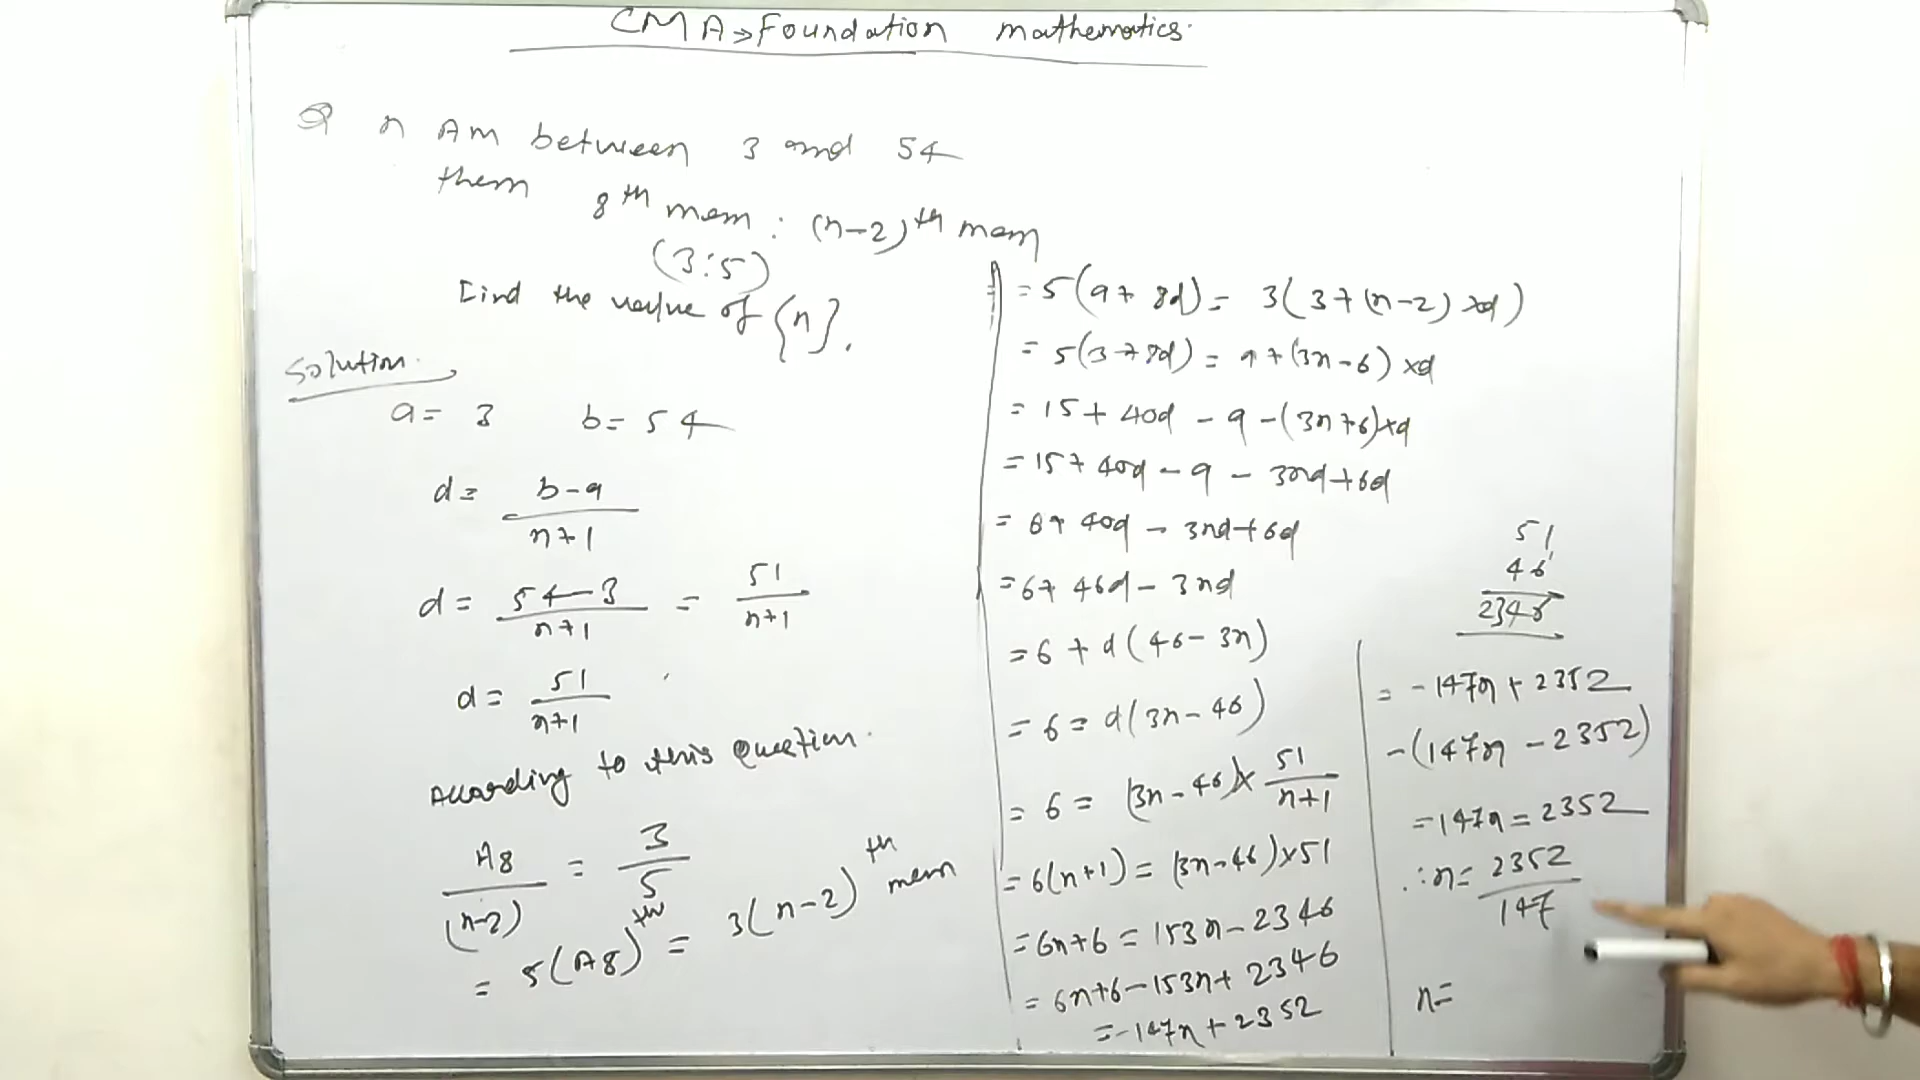 CMA → Foundation mathematics.
Q n AM between 3 and 54
them 8th mean : (n-2)th mean
(3:5)
Find the value of {n}.
Solution.
a = 3 b = 54
d = b-a / n+1
d = 54-3 / n+1 = 51 / n+1
d = 51 / n+1
According to this Question.
A8 / (n-2)th = 3 / 5
= 5(A8) = 3(n-2)th mean
= 5(a+8d) = 3(3+(n-2)×d)
= 5(3+8d) = 9+(3n-6)×d
= 15+40d-9-(3n+6)×d
= 15+40d-9-3nd+6d
= 6+40d-3nd+6d
= 6+46d-3nd
= 6+d(46-3n)
= 6 = d(3n-46)
= 6 = (3n-46)× 51 / n+1
= 6(n+1) = (3n-46)×51
= 6n+6 = 153n-2346
= 6n+6-153n+2346
= -147n+2352
51
46
2346
= -147n+2352
-(147n-2352)
= 147n = 2352
∴ n = 2352 / 147
n =